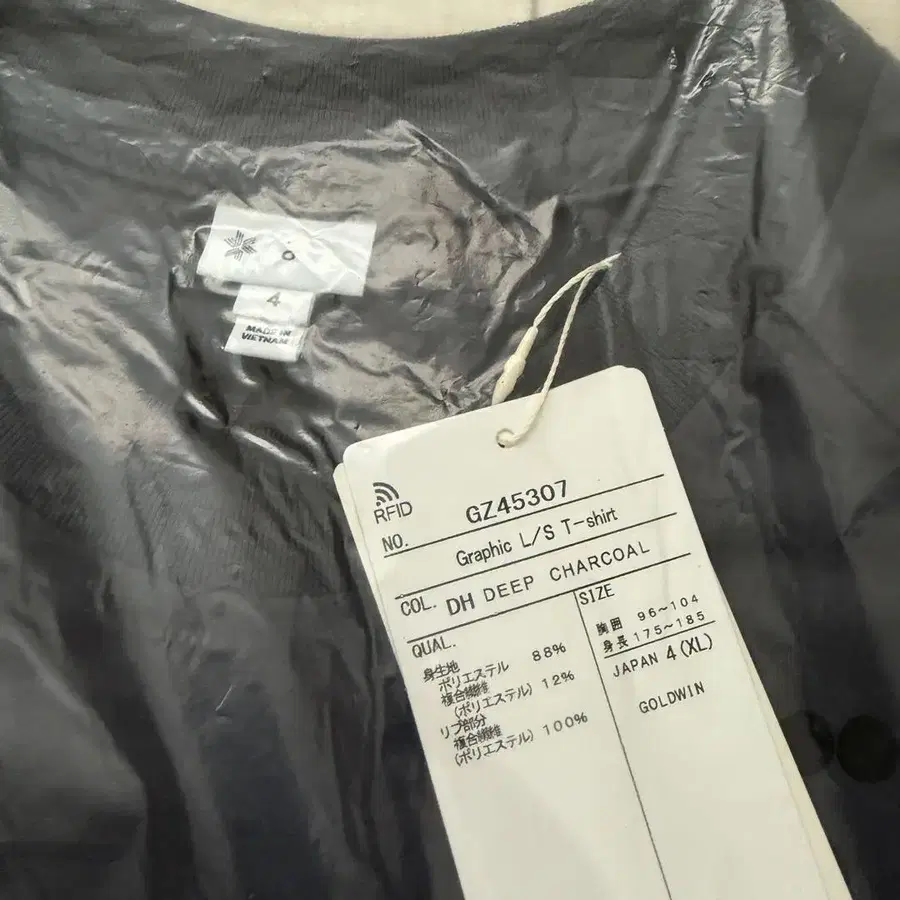 4
MADE IN
VIETNAM
RFID
NO. GZ45307
Graphic L/S T-shirt
COL. DH DEEP CHARCOAL
QUAL.
身生地
ポリエステル 88%
複合繊維
(ポリエステル) 12%
リブ部分
複合繊維
(ポリエステル) 100%
SIZE
胸囲 96~104
身長 175~185
JAPAN 4(XL)
GOLDWIN